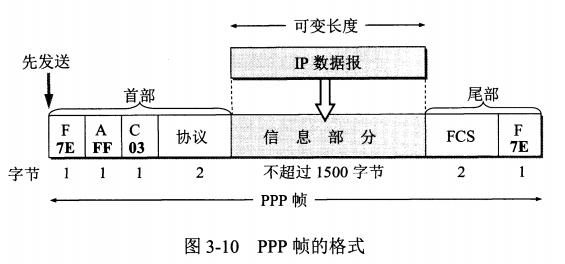 可变长度
IP 数据报
先发送
首部
尾部
F A C
7E FF 03 协议 信息部分 FCS F 7E
字节 1 1 1 2 不超过 1500 字节 2 1
PPP 帧
图 3-10 PPP 帧的格式